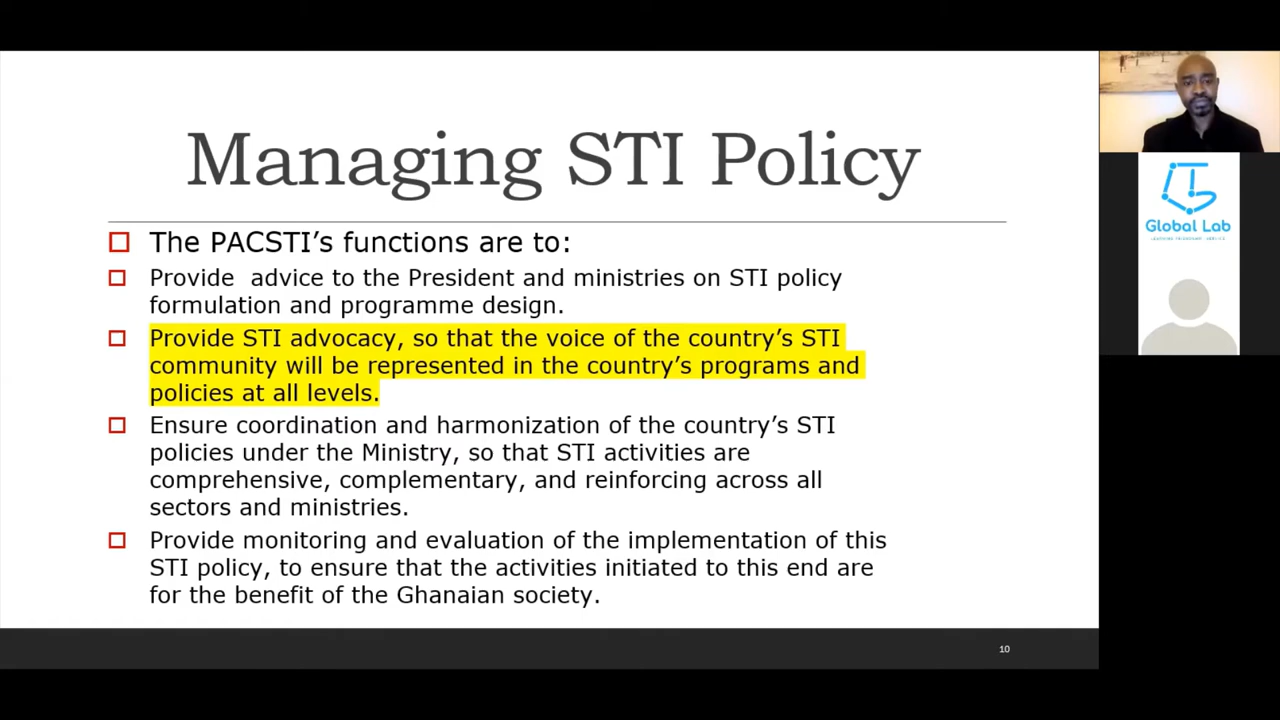 Managing STI Policy
The PACSTI’s functions are to:
Provide  advice to the President and ministries on STI policy
formulation and programme design.
Provide STI advocacy, so that the voice of the country’s STI
community will be represented in the country’s programs and
policies at all levels.
Ensure coordination and harmonization of the country’s STI
policies under the Ministry, so that STI activities are
comprehensive, complementary, and reinforcing across all
sectors and ministries.
Provide monitoring and evaluation of the implementation of this
STI policy, to ensure that the activities initiated to this end are
for the benefit of the Ghanaian society.
10
Global Lab